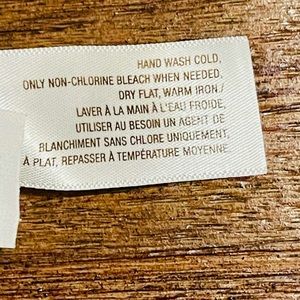 HAND WASH COLD,
ONLY NON-CHLORINE BLEACH WHEN NEEDED,
DRY FLAT, WARM IRON /
LAVER À LA MAIN À L'EAU FROIDE,
UTILISER AU BESOIN UN AGENT DE
BLANCHIMENT SANS CHLORE UNIQUEMENT,
À PLAT, REPASSER À TEMPÉRATURE MOYENNE.